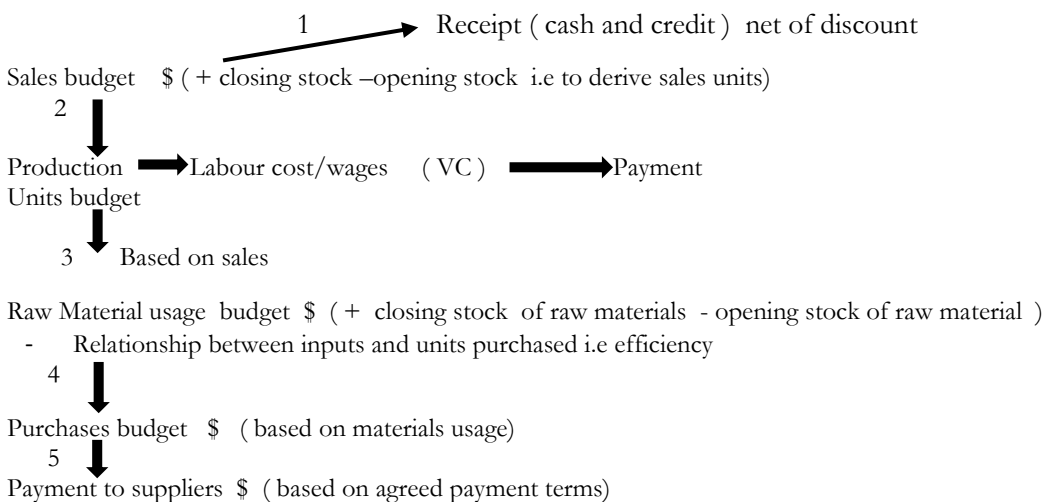 1 Receipt ( cash and credit ) net of discount
Sales budget $ ( + closing stock –opening stock i.e to derive sales units)
2
Production Labour cost/wages ( VC ) Payment
Units budget
3 Based on sales
Raw Material usage budget $ ( + closing stock of raw materials - opening stock of raw material )
- Relationship between inputs and units purchased i.e efficiency
4
Purchases budget $ ( based on materials usage)
5
Payment to suppliers $ ( based on agreed payment terms)